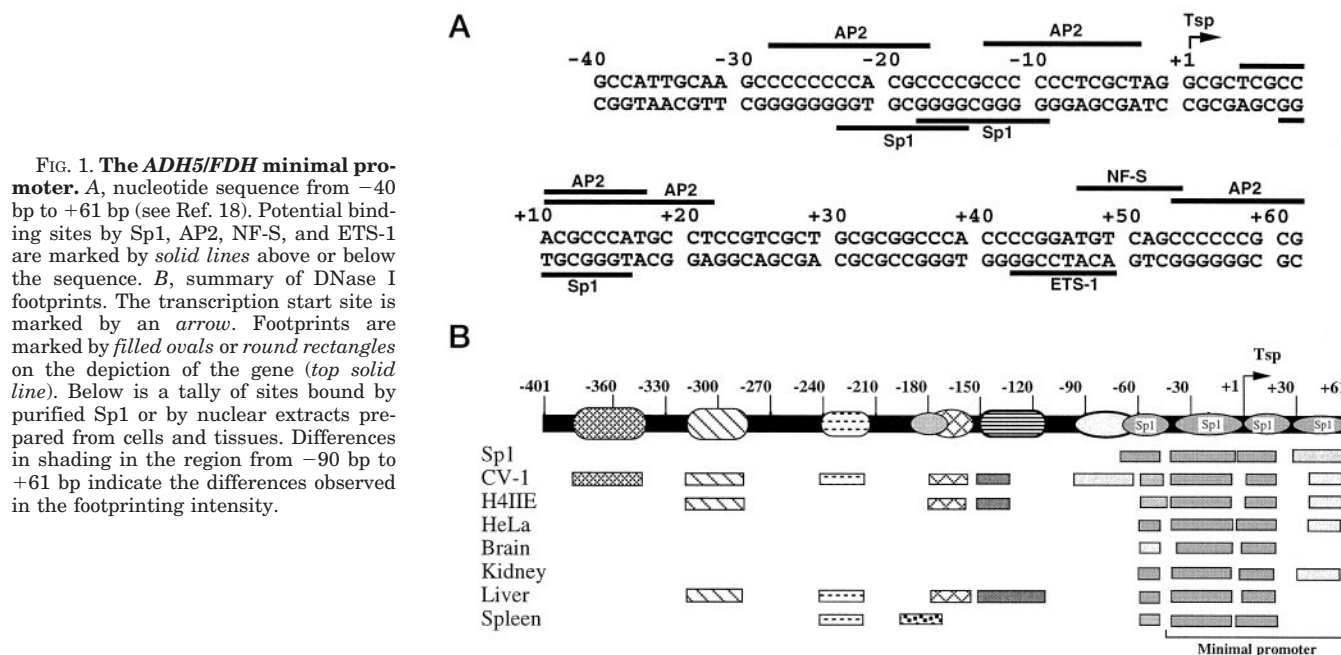 FIG. 1. The ADH5/FDH minimal pro-
moter. A, nucleotide sequence from −40
bp to +61 bp (see Ref. 18). Potential bind-
ing sites by Sp1, AP2, NF-S, and ETS-1
are marked by solid lines above or below
the sequence. B, summary of DNase I
footprints. The transcription start site is
marked by an arrow. Footprints are
marked by filled ovals or round rectangles
on the depiction of the gene (top solid
line). Below is a tally of sites bound by
purified Sp1 or by nuclear extracts pre-
pared from cells and tissues. Differences
in shading in the region from −90 bp to
+61 bp indicate the differences observed
in the footprinting intensity.
A
AP2 AP2 Tsp
-40 -30 -20 -10 +1
GCCATTGCAA GCCCCCCCCA CGCCCCGCCC CCCTCGCTAG GCGCTCGCC
CGGTAACGTT CGGGGGGGGT GCGGGGCGGG GGGAGCGATC CGCGAGCGG
Sp1 Sp1
AP2 AP2 NF-S AP2
+10 +20 +30 +40 +50 +60
ACGCCCATGC CTCCGTCGCT GCGCGGCCCA CCCCGGATGT CAGCCCCCCG CG
TGCGGGTACG GAGGCAGCGA CGCGCCGGGT GGGGCCTACA GTCGGGGGGC GC
Sp1 ETS-1
B
Tsp
-401 -360 -330 -300 -270 -240 -210 -180 -150 -120 -90 -60 -30 +1 +30 +61
Sp1 Sp1 Sp1 Sp1
Sp1
CV-1
H4IIE
HeLa
Brain
Kidney
Liver
Spleen
Minimal promoter